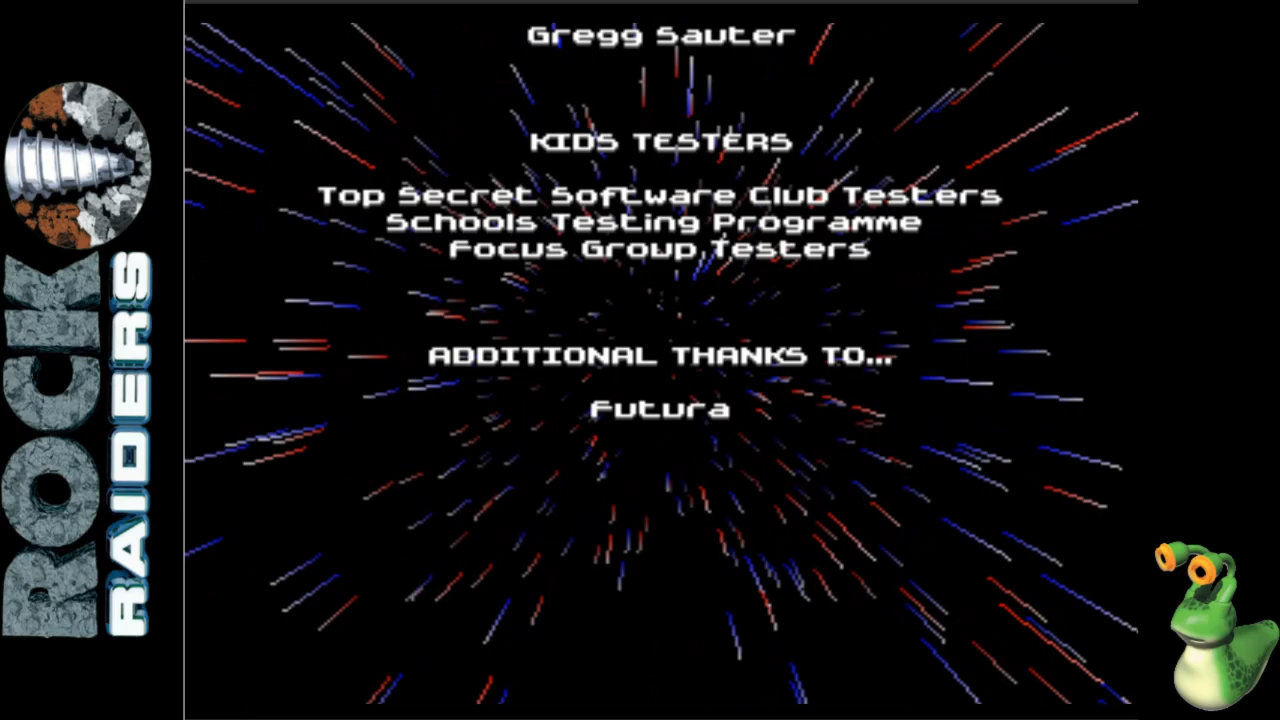 ROCK
RAIDERS
Gregg Sauter
KIDS TESTERS
Top Secret Software Club Testers
Schools Testing Programme
Focus Group Testers
ADDITIONAL THANKS TO...
Futura